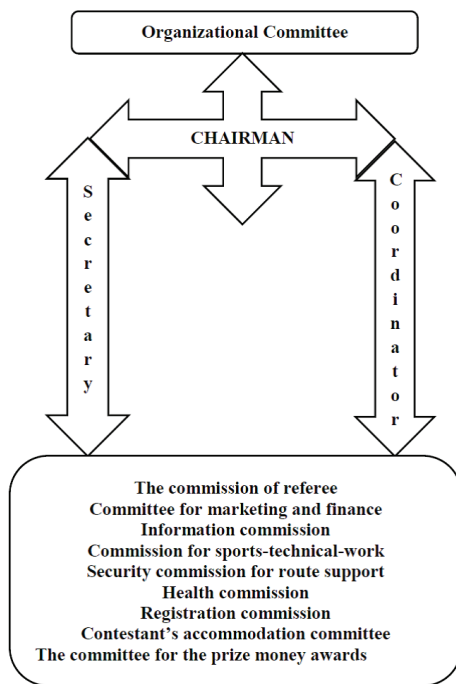 Organizational Committee
CHAIRMAN
Secretary
Coordinator
The commission of referee
Committee for marketing and finance
Information commission
Commission for sports-technical-work
Security commission for route support
Health commission
Registration commission
Contestant's accommodation committee
The committee for the prize money awards